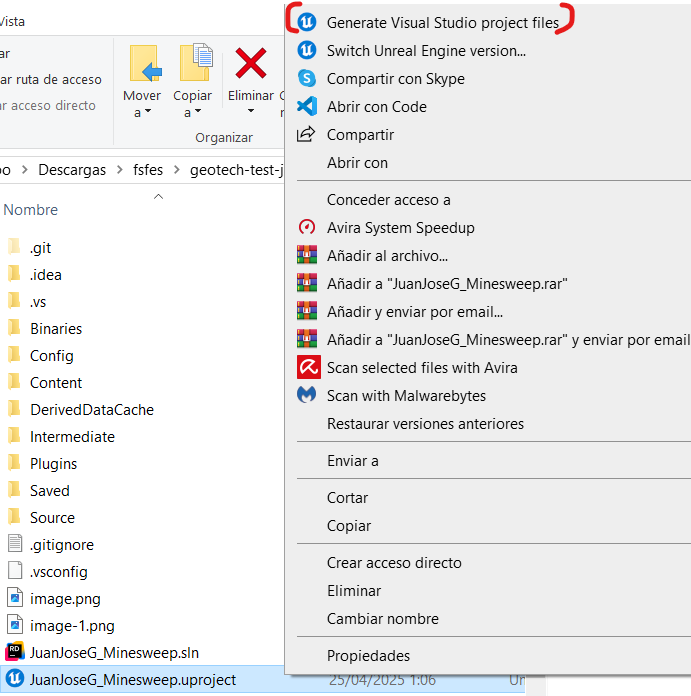 Vista
ar
ar ruta de acceso
ar acceso directo
Mover
a
Copiar
a
Eliminar
Organizar
Descargas
fsfes
geotech-test-j
Nombre
.git
.idea
.vs
Binaries
Config
Content
DerivedDataCache
Intermediate
Plugins
Saved
Source
.gitignore
.vsconfig
image.png
image-1.png
RD
JuanJoseG_Minesweep.sln
JuanJoseG_Minesweep.uproject
25/04/2025 1:06
Un
Generate Visual Studio project files
Switch Unreal Engine version...
Compartir con Skype
Abrir con Code
Compartir
Abrir con
Conceder acceso a
Avira System Speedup
Añadir al archivo...
Añadir a "JuanJoseG_Minesweep.rar"
Añadir y enviar por email...
Añadir a "JuanJoseG_Minesweep.rar" y enviar por email
Scan selected files with Avira
Scan with Malwarebytes
Restaurar versiones anteriores
Enviar a
Cortar
Copiar
Crear acceso directo
Eliminar
Cambiar nombre
Propiedades